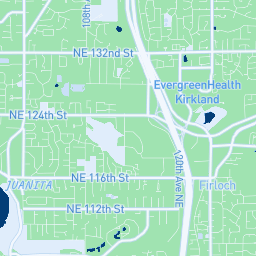 108th A
NE 132nd St
EvergreenHealth
Kirkland
NE 124th St
120th Ave NE
JUANITA
NE 116th St
Firloch
NE 112th St